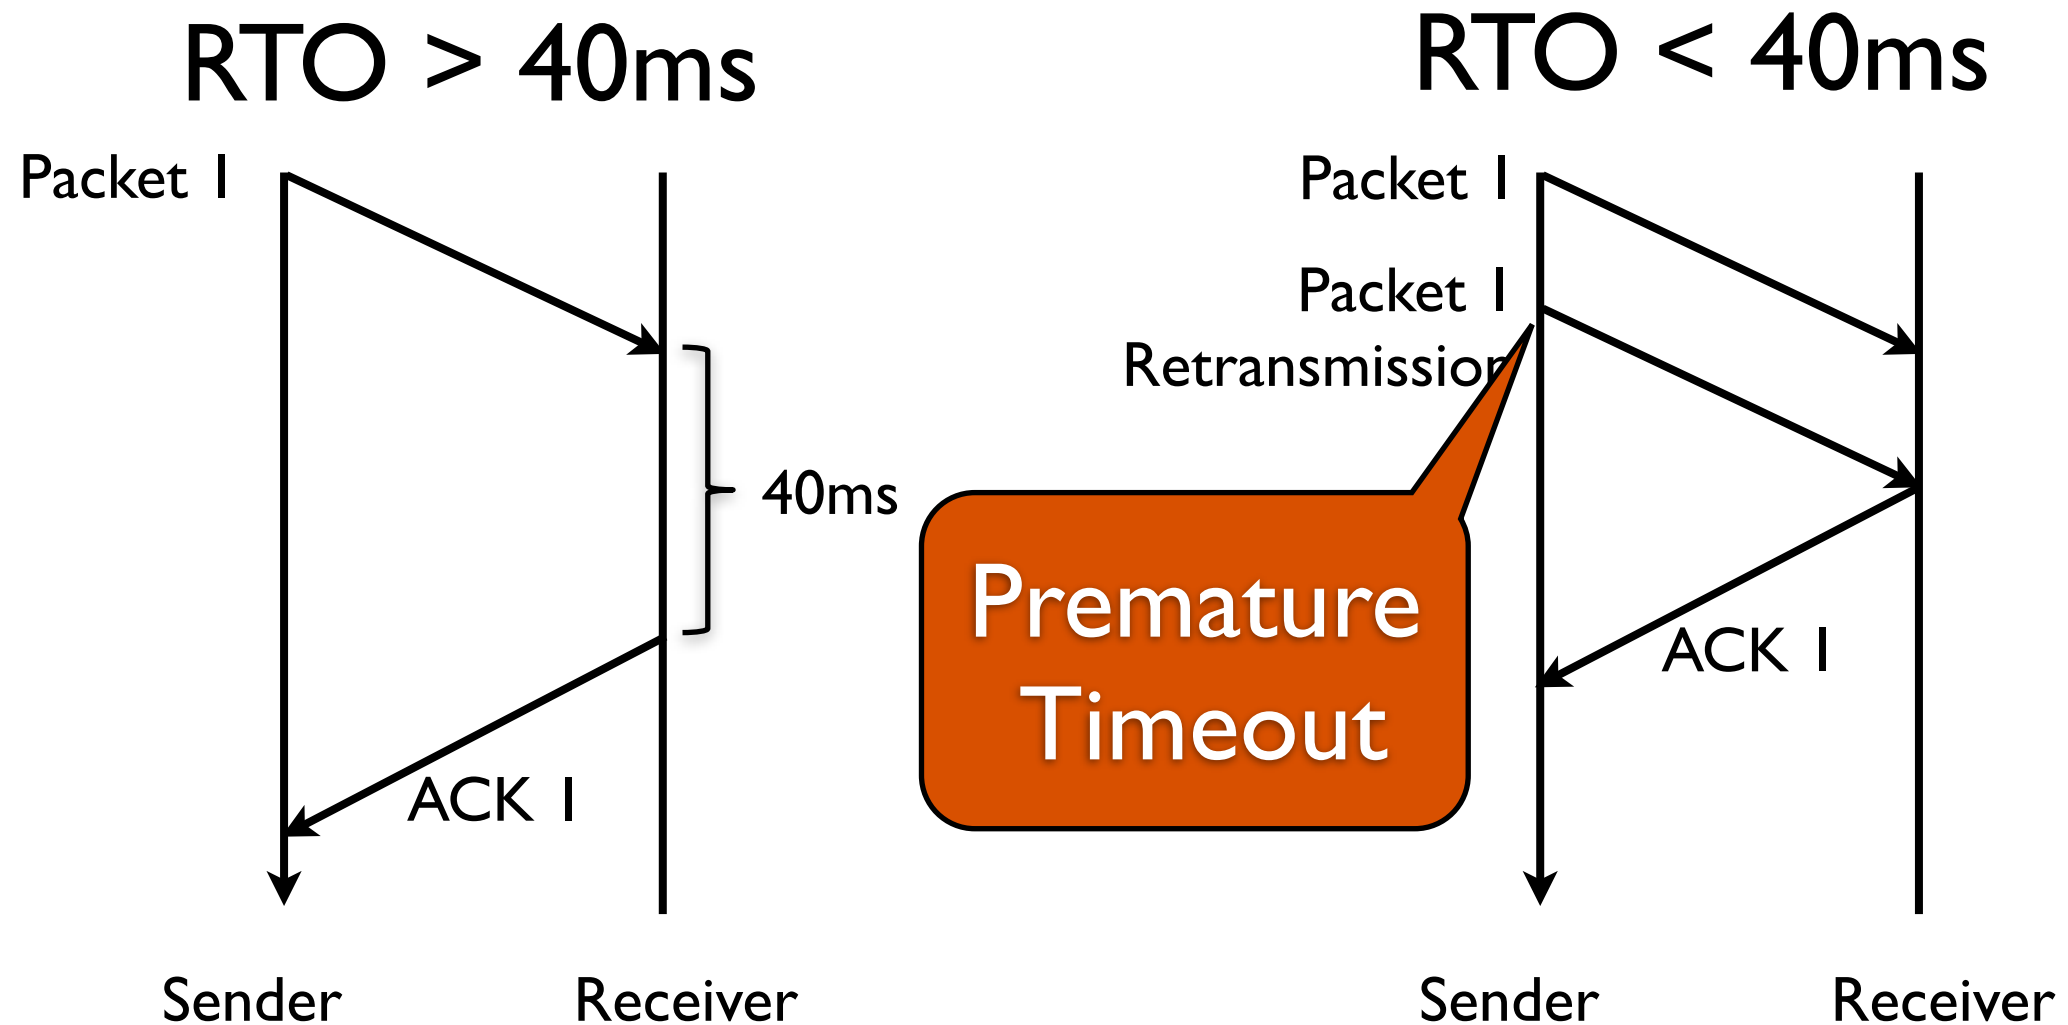 RTO > 40ms
Packet 1
40ms
ACK 1
Sender
Receiver
RTO < 40ms
Packet 1
Packet 1
Retransmission
Premature
Timeout
ACK 1
Sender
Receiver